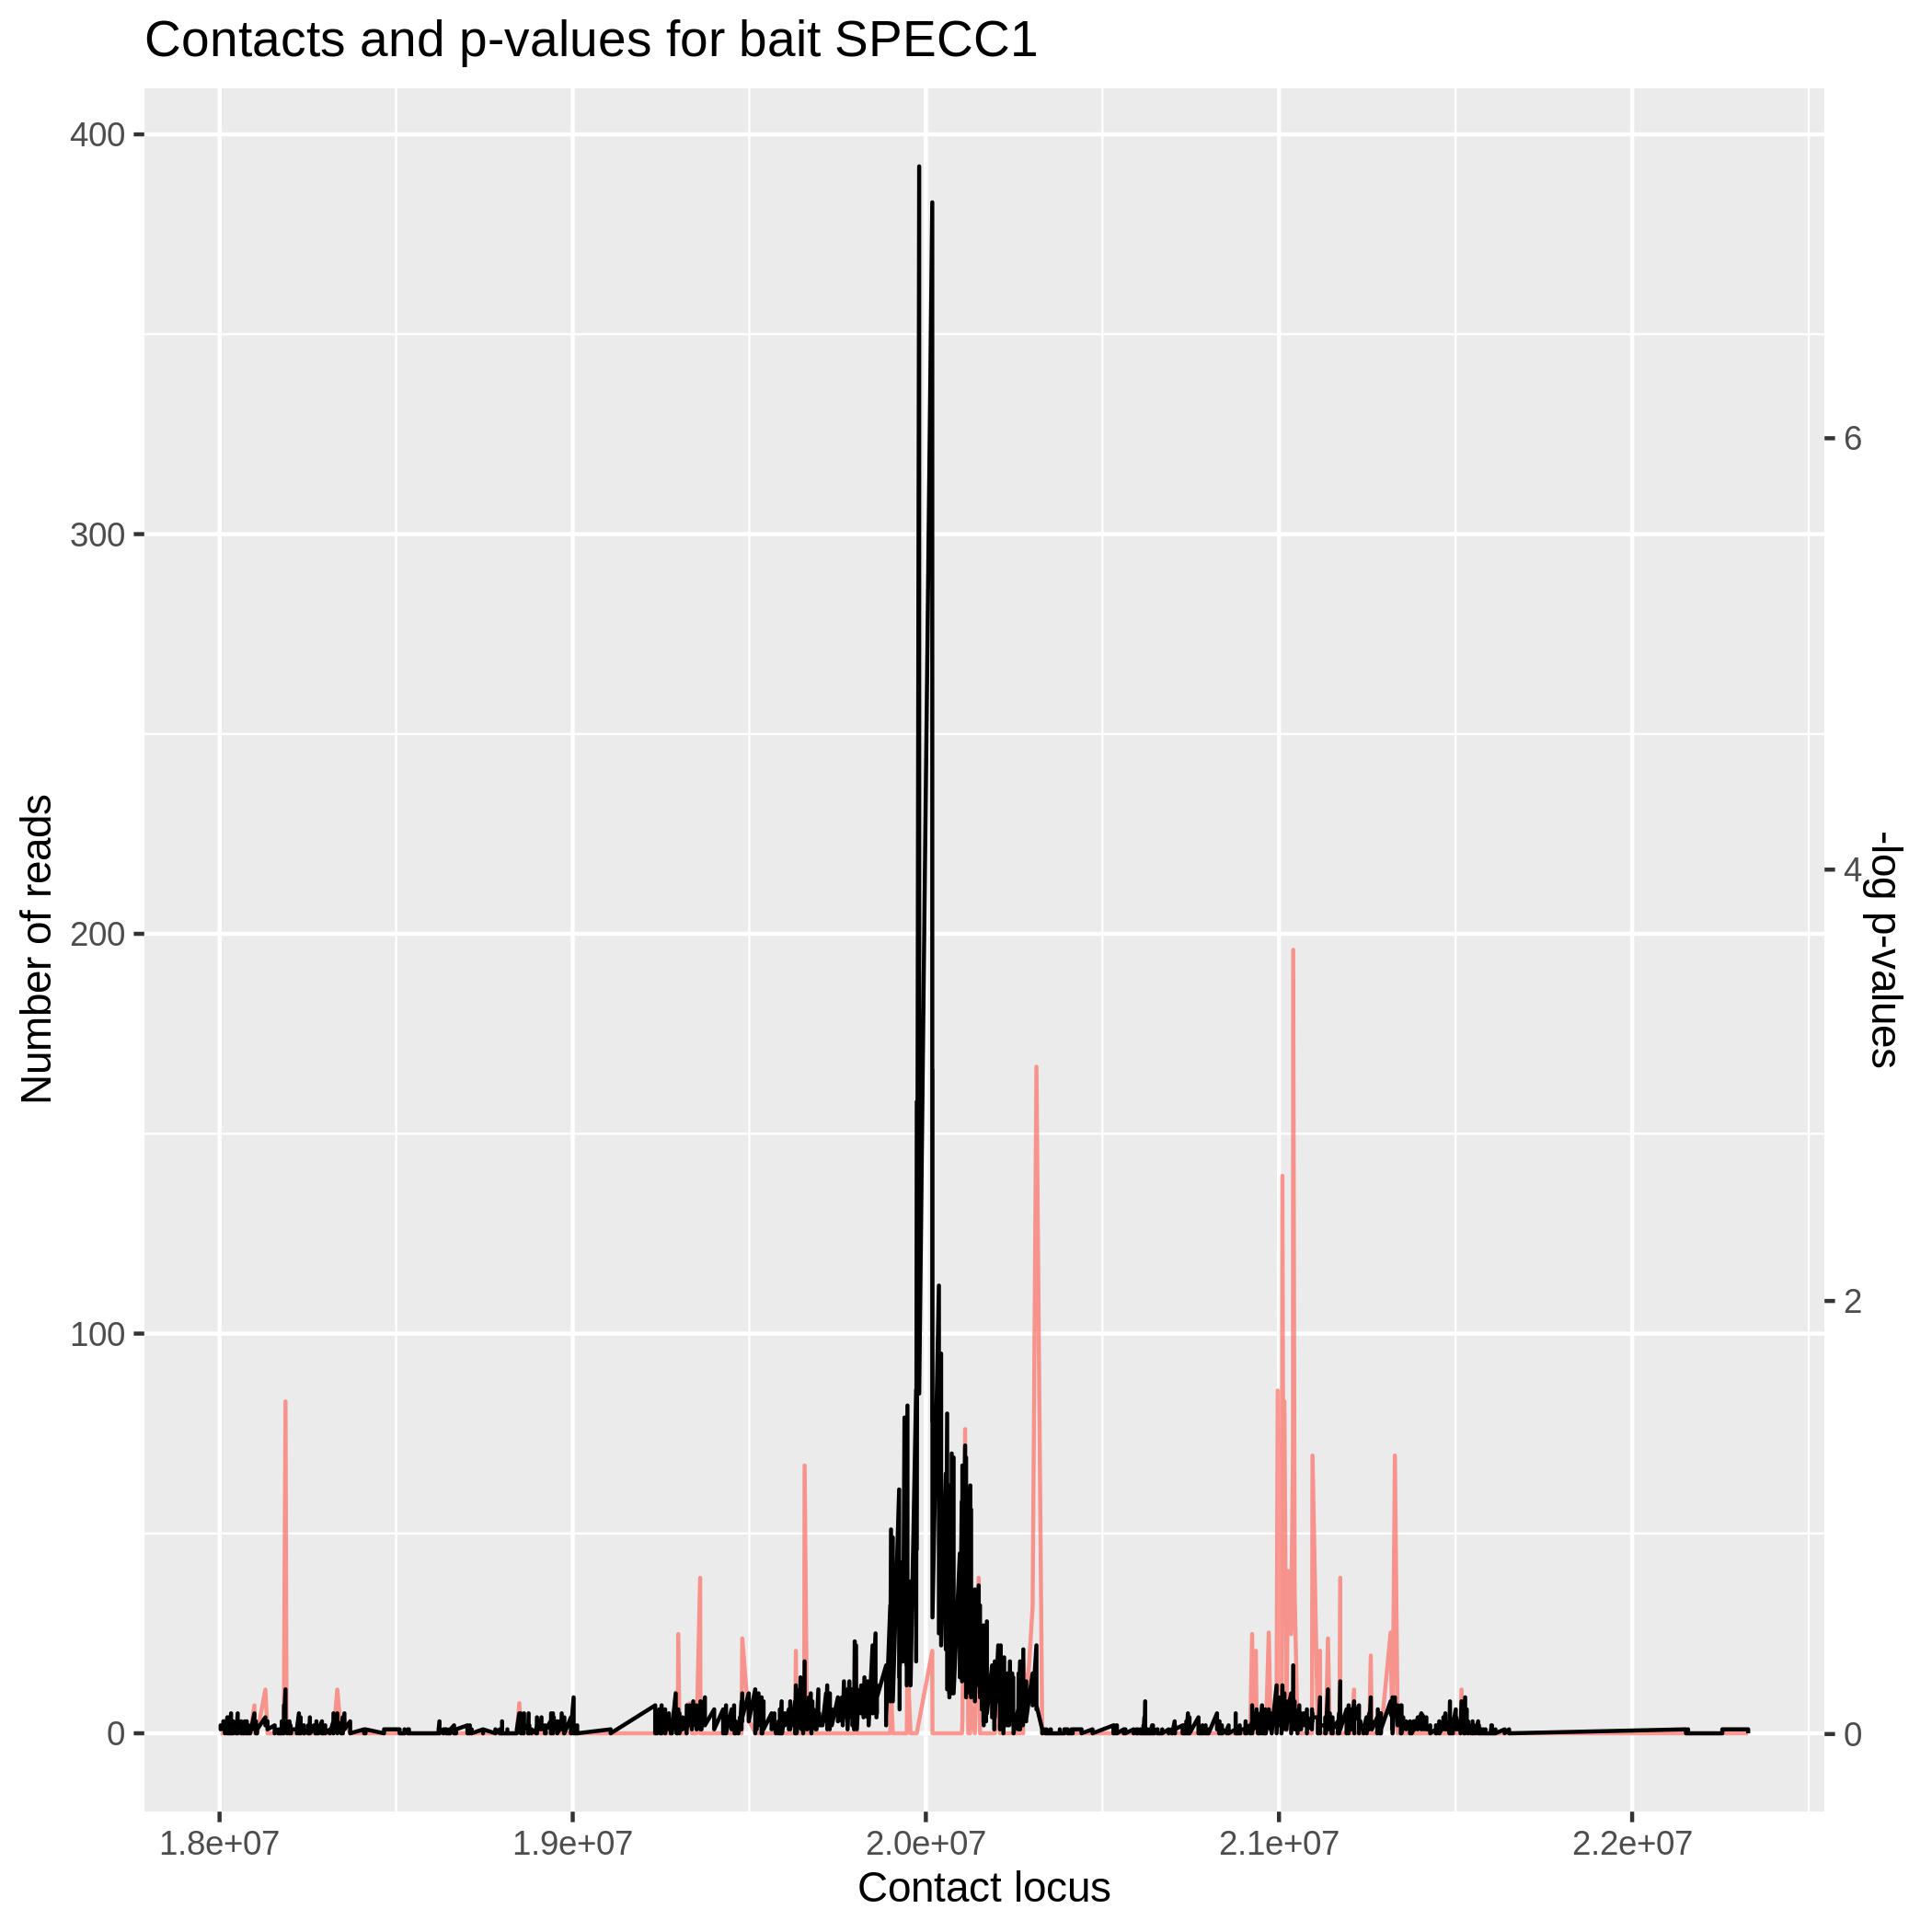 Contacts and p-values for bait SPECC1
400
300
200
100
0
Number of reads
6
4
2
0
-log p-values
1.8e+07 1.9e+07 2.0e+07 2.1e+07 2.2e+07
Contact locus